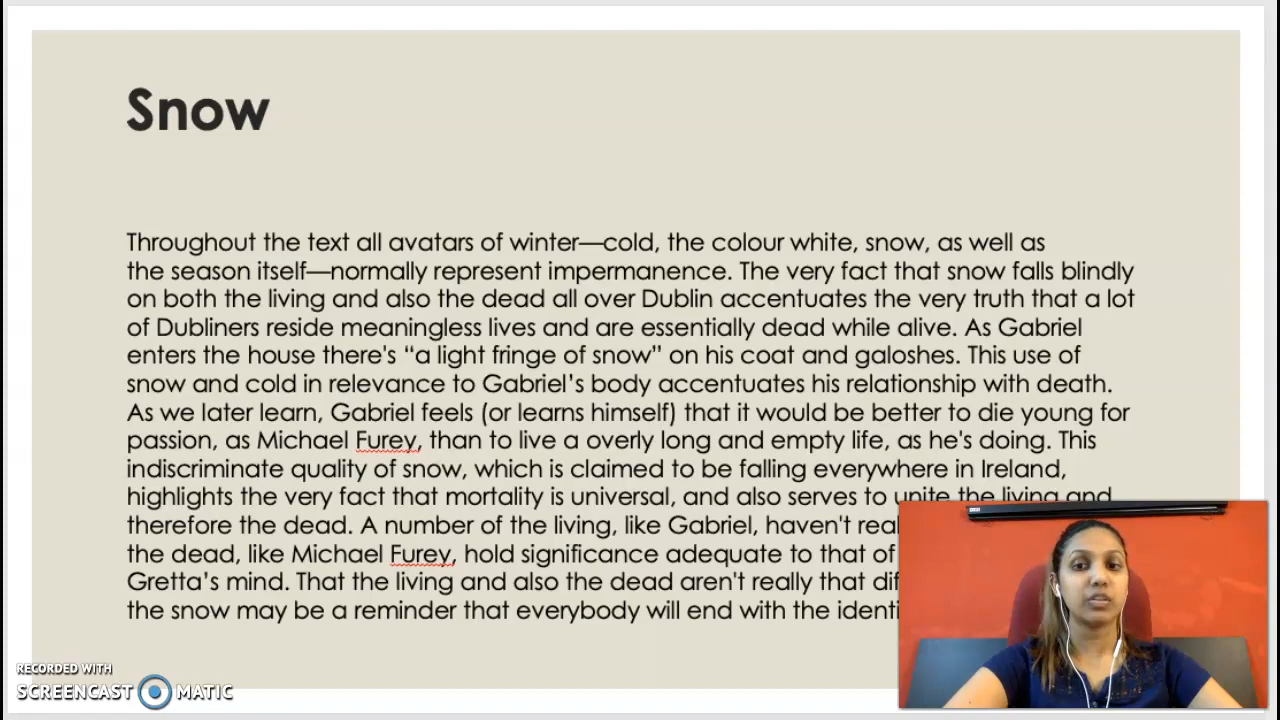 Snow
Throughout the text all avatars of winter—cold, the colour white, snow, as well as
the season itself—normally represent impermanence. The very fact that snow falls blindly
on both the living and also the dead all over Dublin accentuates the very truth that a lot
of Dubliners reside meaningless lives and are essentially dead while alive. As Gabriel
enters the house there's “a light fringe of snow” on his coat and galoshes. This use of
snow and cold in relevance to Gabriel’s body accentuates his relationship with death.
As we later learn, Gabriel feels (or learns himself) that it would be better to die young for
passion, as Michael Furey, than to live a overly long and empty life, as he's doing. This
indiscriminate quality of snow, which is claimed to be falling everywhere in Ireland,
highlights the very fact that mortality is universal, and also serves to unite the living and
therefore the dead. A number of the living, like Gabriel, haven't
the dead, like Michael Furey, hold significance adequate to that of
Gretta’s mind. That the living and also the dead aren't really that
the snow may be a reminder that everybody will end with the
RECORDED WITH
SCREENCAST MATIC